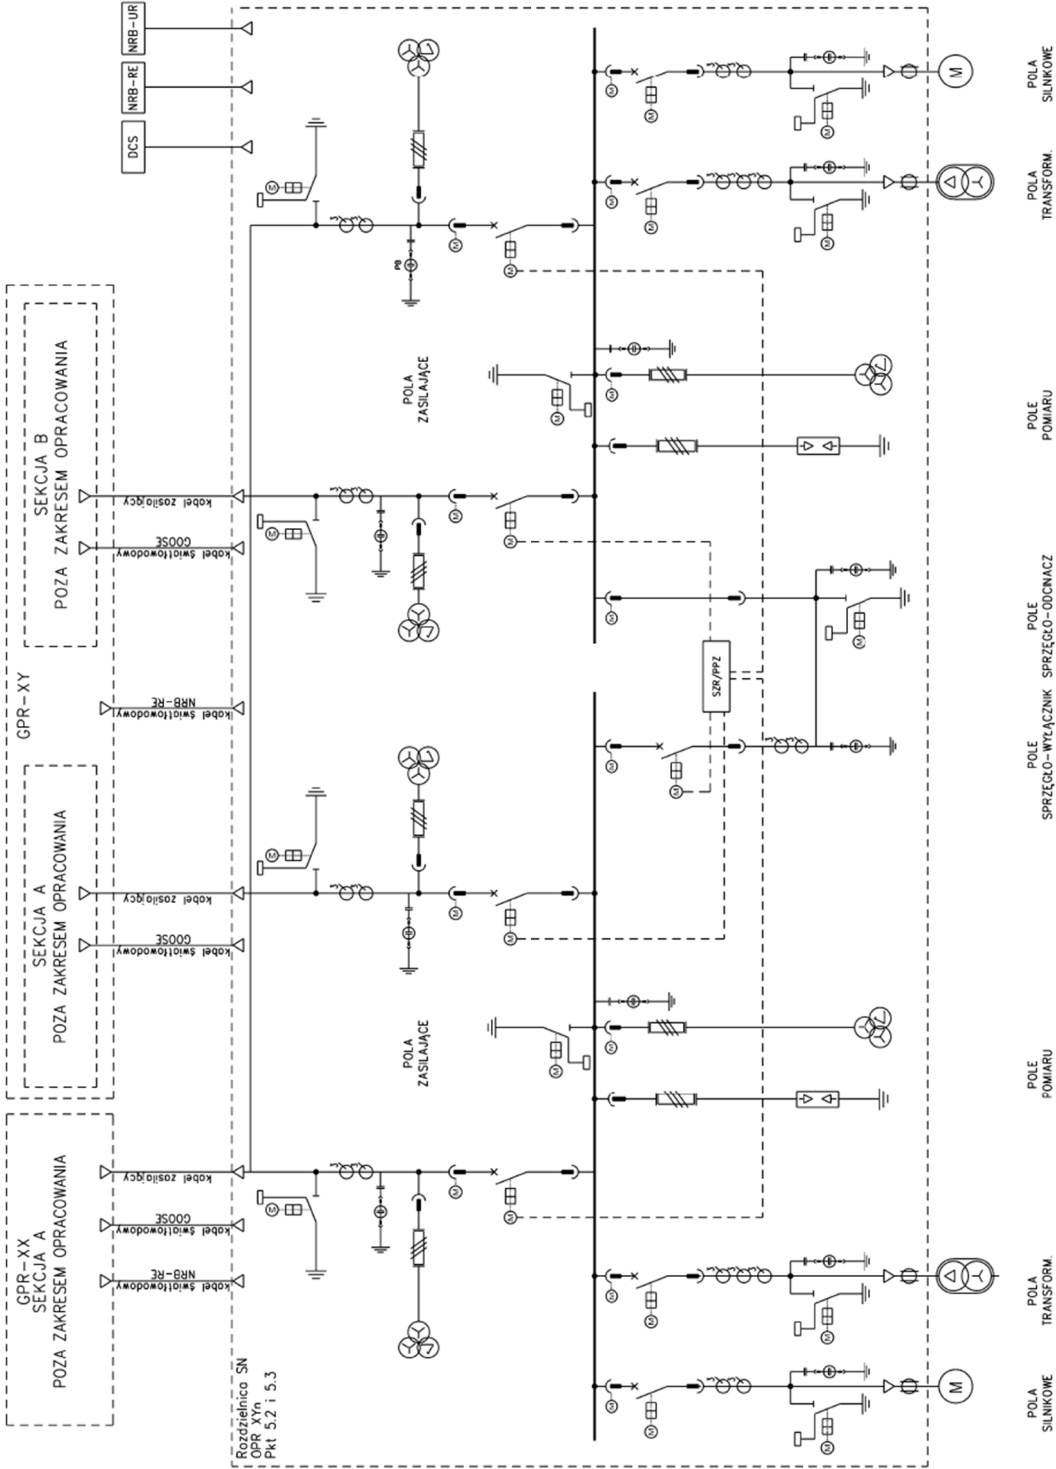 NRB-UR
NRB-RE
DCS
M
M
POLA
SILNIKOWE
M
M
M
POLA
TRANSFORM.
M
M
M
PB
M
M
SEKCJA B
POZA ZAKRESEM OPRACOWANIA
POLA
ZASILAJĄCE
M
M
POLE
POMIARU
kabel zasilający
GOOSE
kabel światłowodowy
M
M
M
GPR-XY
NRB-RE
kabel światłowodowy
M
M
POLE
SPRZĘGŁO-ODCINACZ
SZR/PPZ
M
M
POLE
SPRZĘGŁO-WYŁĄCZNIK
SEKCJA A
POZA ZAKRESEM OPRACOWANIA
kabel zasilający
GOOSE
kabel światłowodowy
M
M
M
POLA
ZASILAJĄCE
M
M
POLE
POMIARU
GPR-XX
SEKCJA A
POZA ZAKRESEM OPRACOWANIA
kabel zasilający
GOOSE
kabel światłowodowy
NRB-RE
kabel światłowodowy
M
M
M
M
M
M
POLA
TRANSFORM.
Rozdzielnica SN
OPR XYn
Pkt 5.2 i 5.3
M
M
M
M
POLA
SILNIKOWE